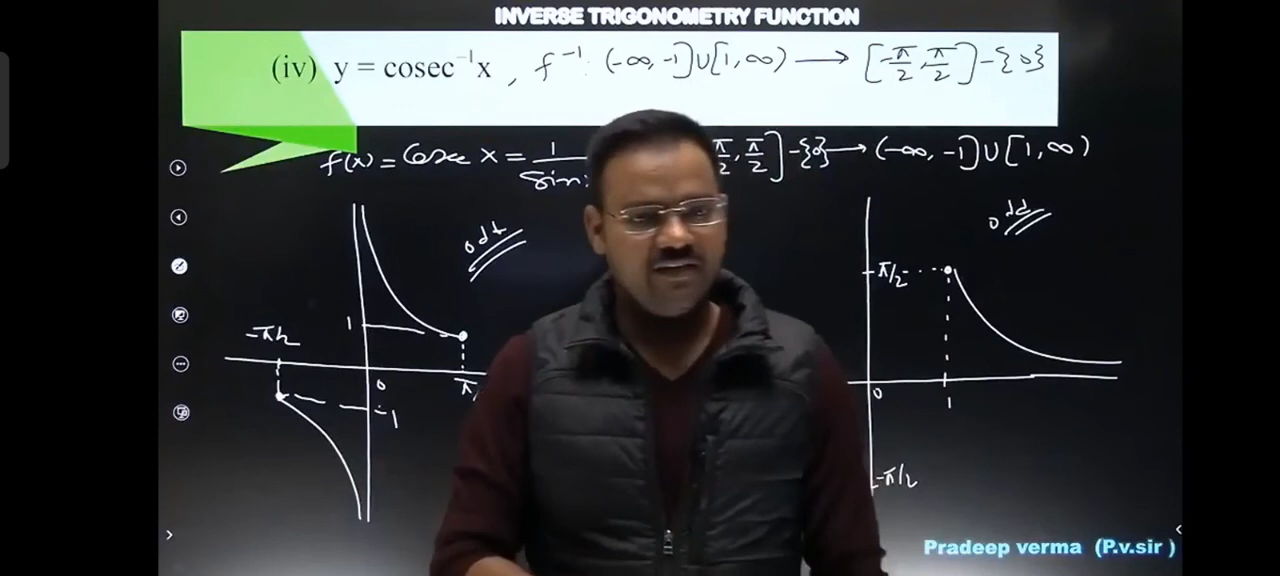 INVERSE TRIGONOMETRY FUNCTION
(iv) y = cosec⁻¹x , f⁻¹: (-∞, -1]∪[1, ∞) → [-π/2, π/2] - {0}
f(x) = Cosec x = 1/Sin π/2, π/2] - {0} → (-∞, -1]∪[1, ∞)
odd
odd
π/2
-π/2
1
0
π
-1
0
1
-π/2
Pradeep verma (P.v.sir )